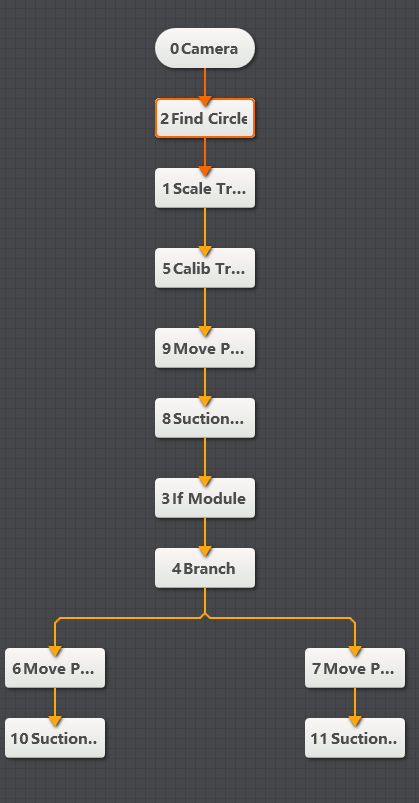 0 Camera
2 Find Circle
1 Scale Tr...
5 Calib Tr...
9 Move P...
8 Suction...
3 If Module
4 Branch
6 Move P...
7 Move P...
10 Suction..
11 Suction..